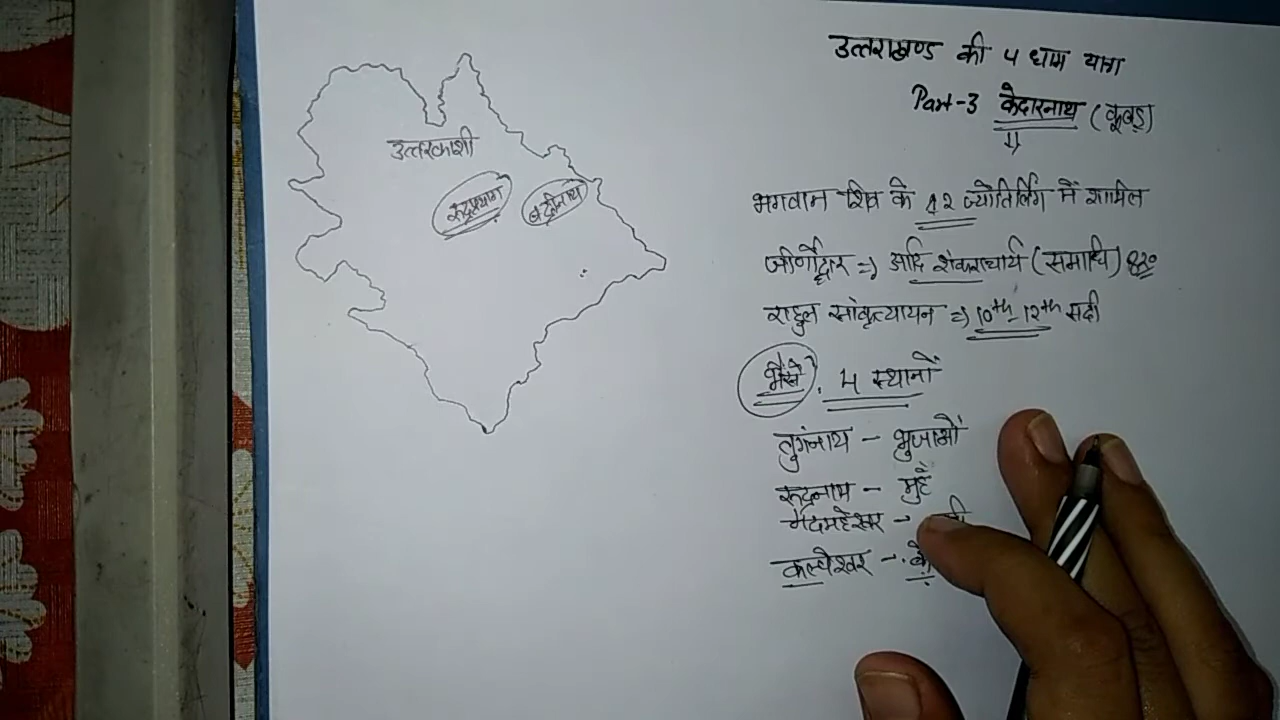 उत्तराखण्ड की 4 धाम यात्रा
Part-3 केदारनाथ (कूबड़)
भगवान शिव के 12 ज्योतिर्लिंग में शामिल
जीर्णोद्धार => आदि शंकराचार्य (समाधि) 820
राहुल सांकृत्यायन => 10th-12th सदी
भैंसे. 4 स्थानों
तुगंनाथ - भुजाओं
रुद्रनाथ - मुहँ
मदमहेश्वर -
कल्पेश्वर -
उत्तरकाशी
रुद्रप्रयाग
बद्रीनाथ